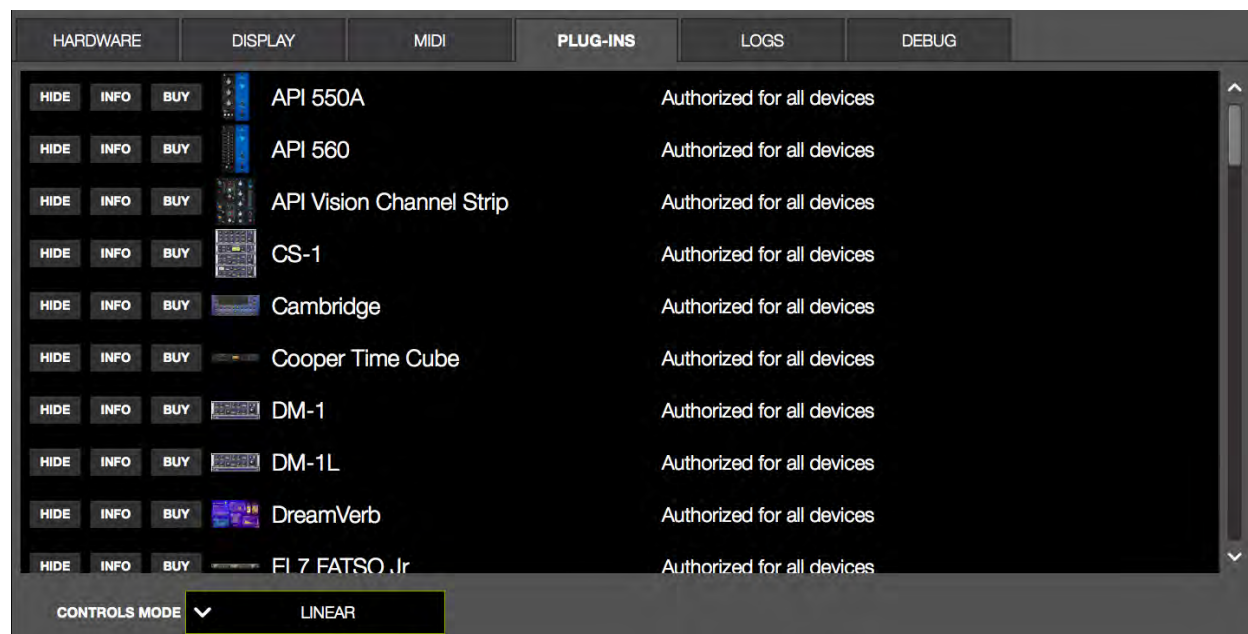 HARDWARE DISPLAY MIDI PLUG-INS LOGS DEBUG
HIDE INFO BUY API 550A Authorized for all devices
HIDE INFO BUY API 560 Authorized for all devices
HIDE INFO BUY API Vision Channel Strip Authorized for all devices
HIDE INFO BUY CS-1 Authorized for all devices
HIDE INFO BUY Cambridge Authorized for all devices
HIDE INFO BUY Cooper Time Cube Authorized for all devices
HIDE INFO BUY DM-1 Authorized for all devices
HIDE INFO BUY DM-1L Authorized for all devices
HIDE INFO BUY DreamVerb Authorized for all devices
HIDE INFO BUY EL7 FATSO Jr Authorized for all devices
CONTROLS MODE LINEAR